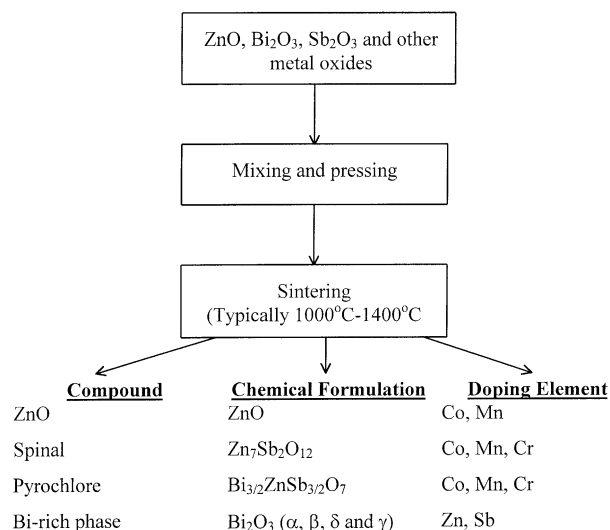 ZnO, Bi₂O₃, Sb₂O₃ and other
metal oxides
Mixing and pressing
Sintering
(Typically 1000°C-1400°C
Compound Chemical Formulation Doping Element
ZnO ZnO Co, Mn
Spinal Zn₇Sb₂O₁₂ Co, Mn, Cr
Pyrochlore Bi₃/₂ZnSb₃/₂O₇ Co, Mn, Cr
Bi-rich phase Bi₂O₃ (α, β, δ and γ) Zn, Sb